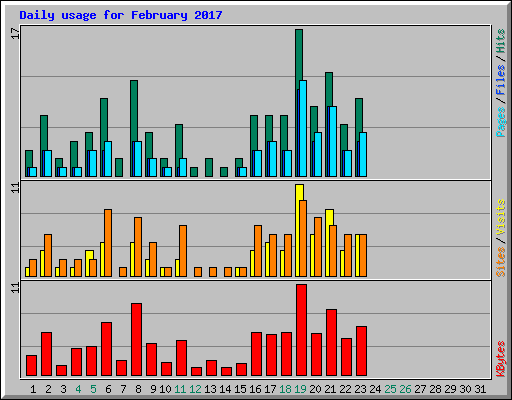 Daily usage for February 2017
17
Pages / Files / Hits
11
Sites / Visits
11
KBytes
1 2 3 4 5 6 7 8 9 10 11 12 13 14 15 16 17 18 19 20 21 22 23 24 25 26 27 28 29 30 31